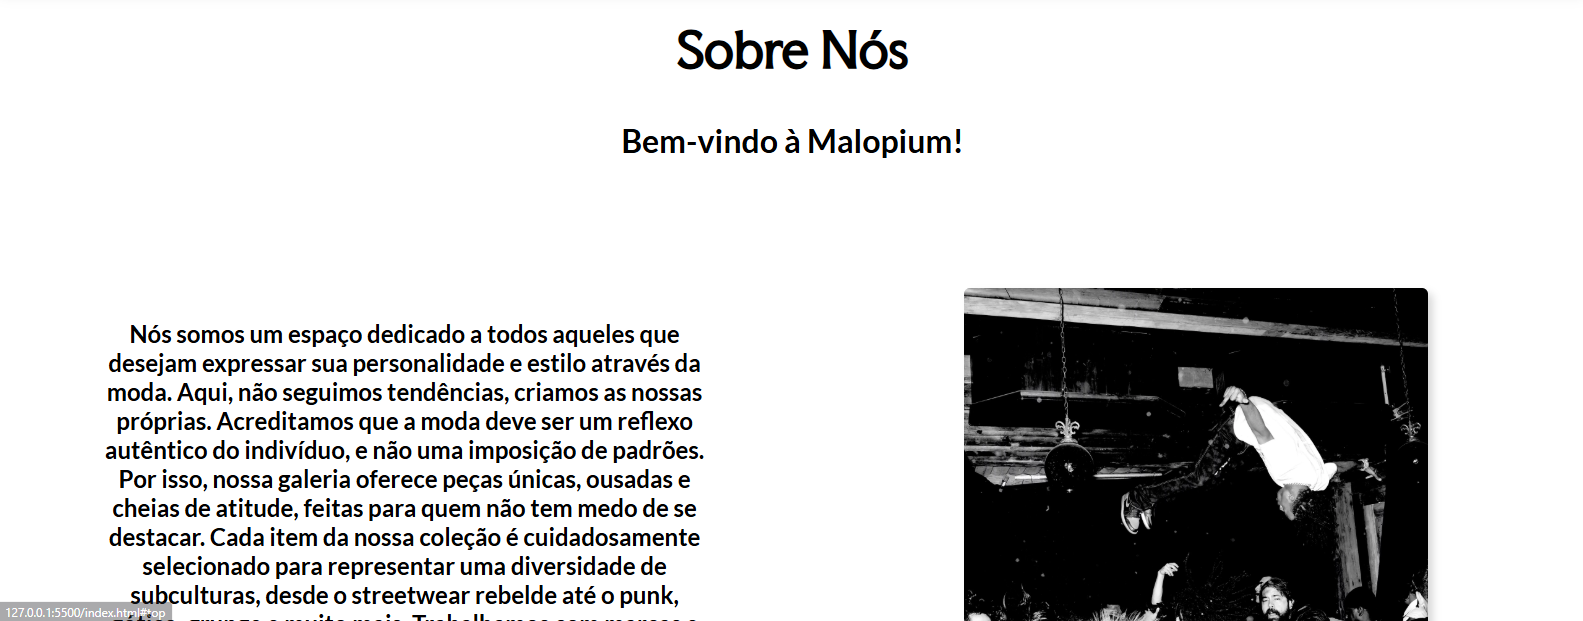 Sobre Nós
Bem-vindo à Malopium!
Nós somos um espaço dedicado a todos aqueles que
desejam expressar sua personalidade e estilo através da
moda. Aqui, não seguimos tendências, criamos as nossas
próprias. Acreditamos que a moda deve ser um reflexo
autêntico do indivíduo, e não uma imposição de padrões.
Por isso, nossa galeria oferece peças únicas, ousadas e
cheias de atitude, feitas para quem não tem medo de se
destacar. Cada item da nossa coleção é cuidadosamente
selecionado para representar uma diversidade de
subculturas, desde o streetwear rebelde até o punk,
127.0.0.1:5500/index.html#top